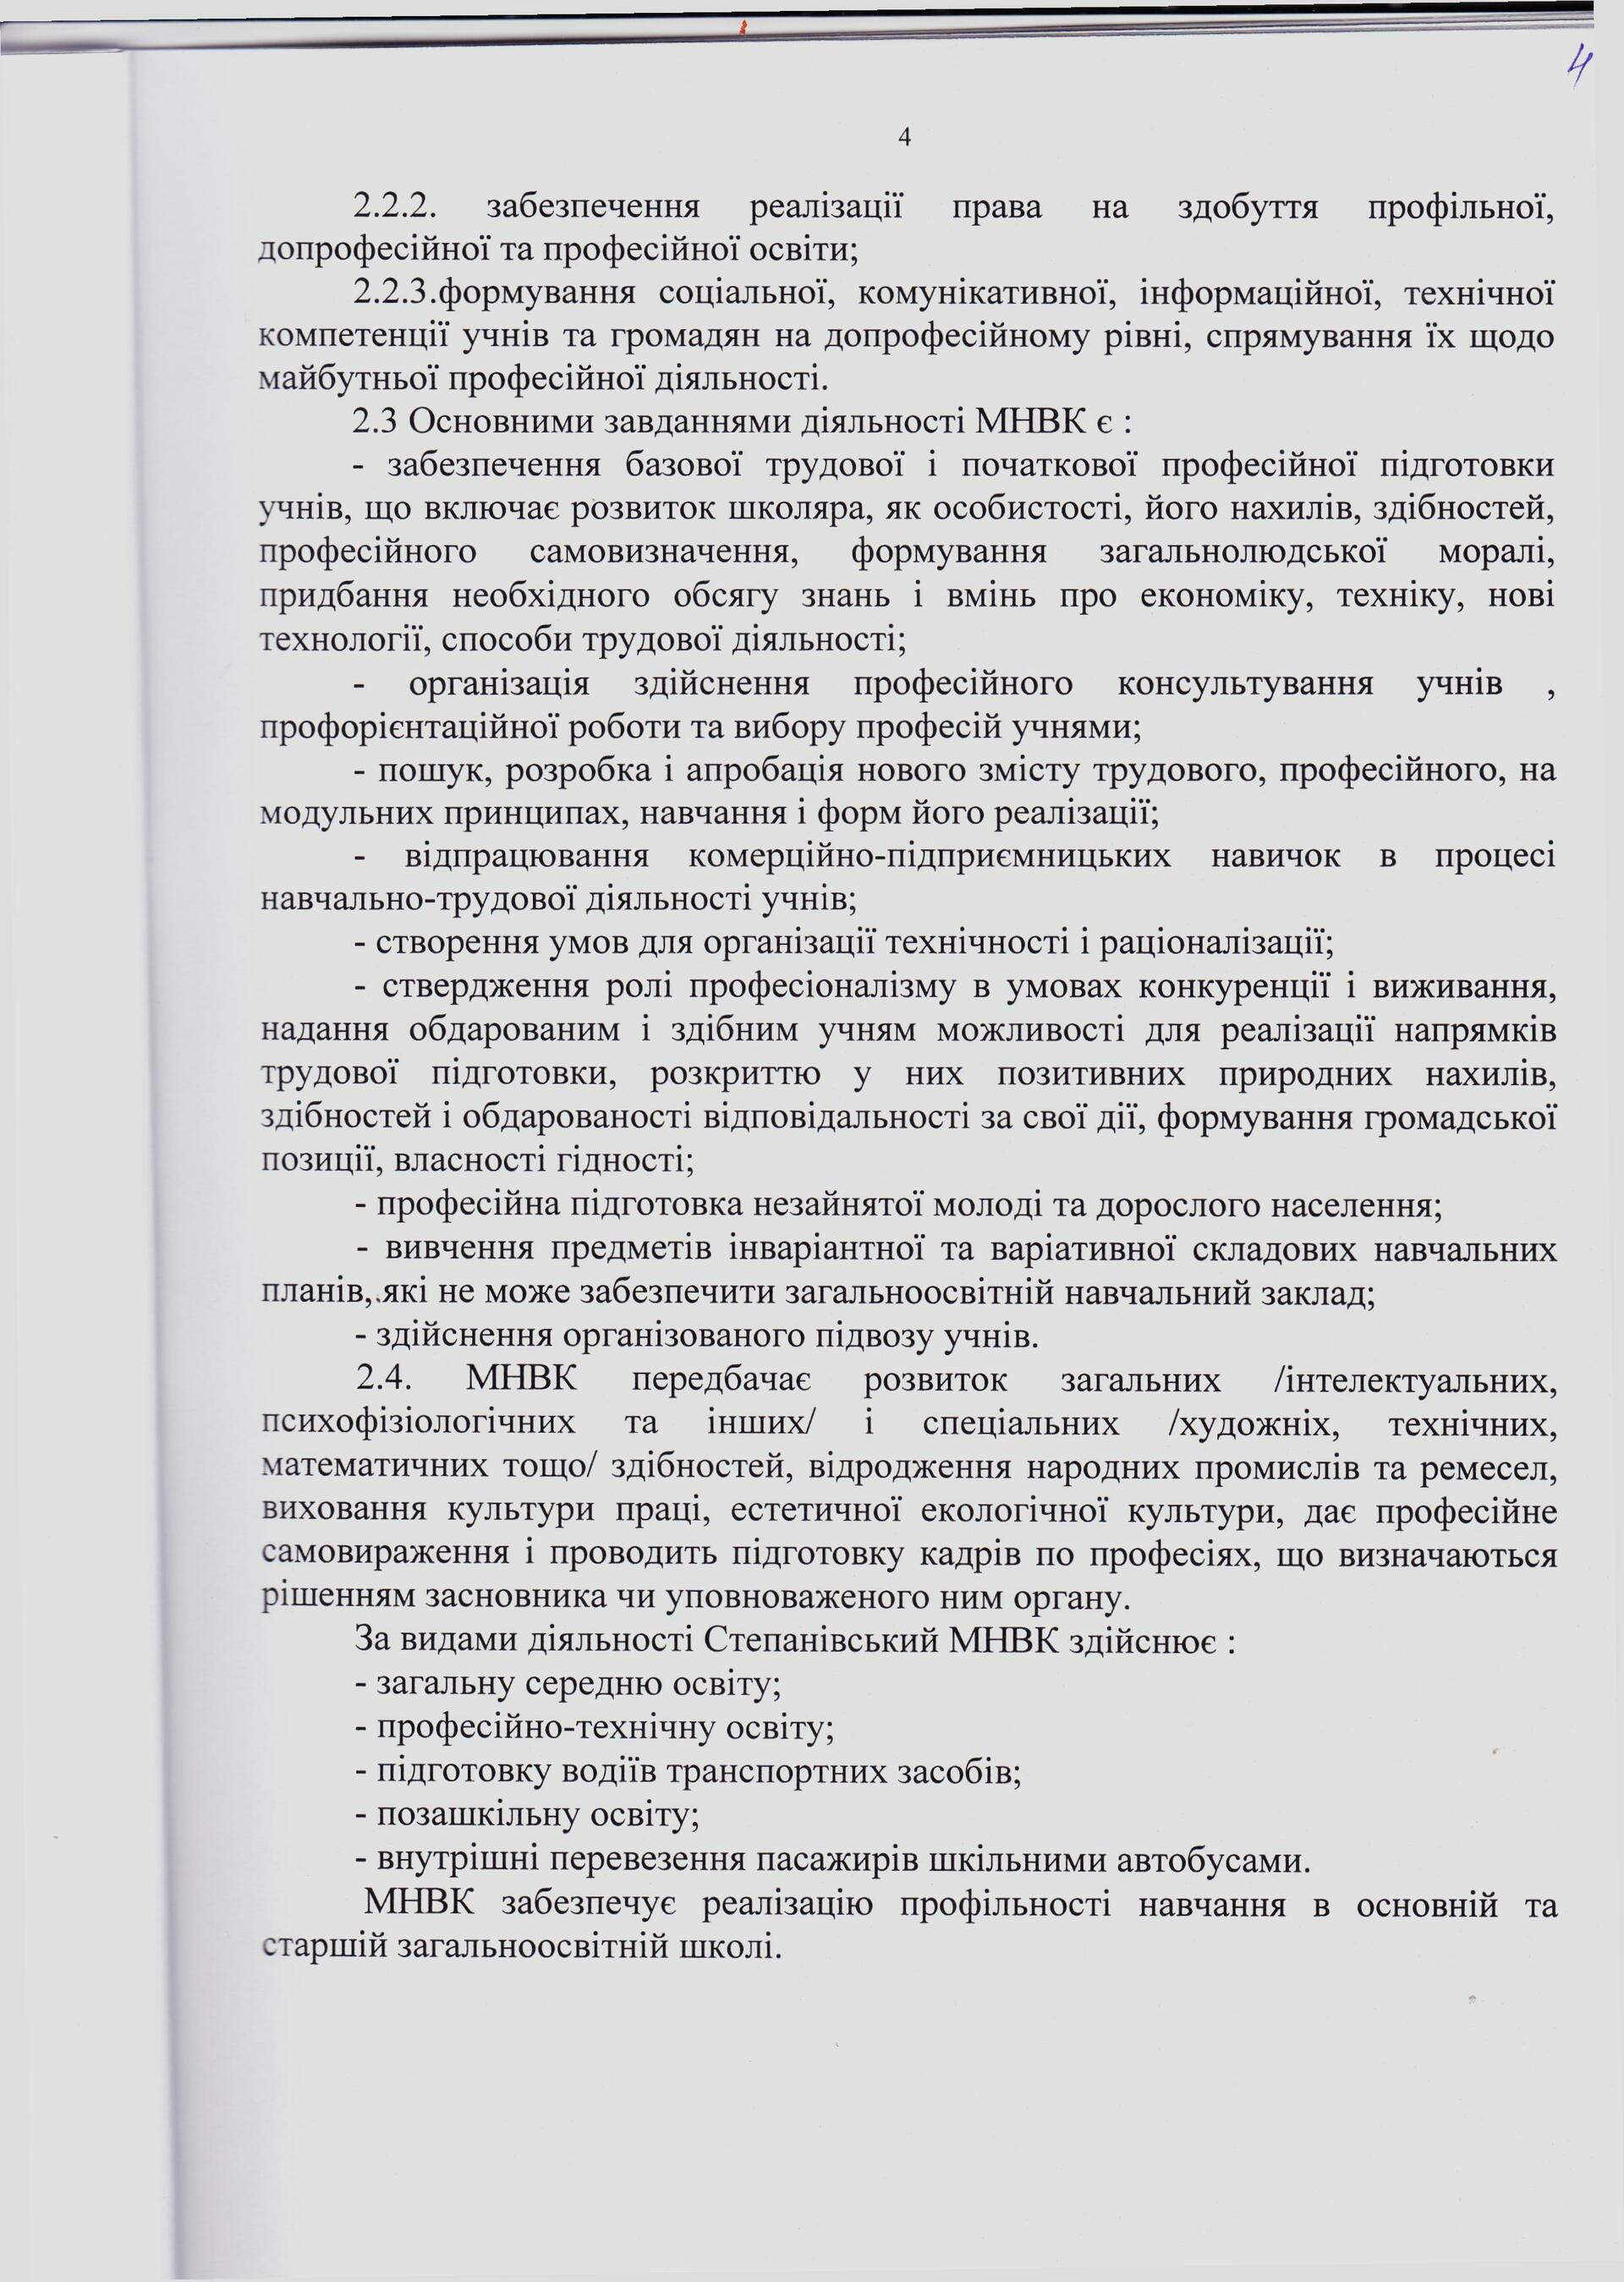 4
4
2.2.2. забезпечення реалізації права на здобуття профільної,
допрофесійної та професійної освіти;
2.2.3.формування соціальної, комунікативної, інформаційної, технічної
компетенції учнів та громадян на допрофесійному рівні, спрямування їх щодо
майбутньої професійної діяльності.
2.3 Основними завданнями діяльності МНВК є :
- забезпечення базової трудової і початкової професійної підготовки
учнів, що включає розвиток школяра, як особистості, його нахилів, здібностей,
професійного самовизначення, формування загальнолюдської моралі,
придбання необхідного обсягу знань і вмінь про економіку, техніку, нові
технології, способи трудової діяльності;
- організація здійснення професійного консультування учнів ,
профорієнтаційної роботи та вибору професій учнями;
- пошук, розробка і апробація нового змісту трудового, професійного, на
модульних принципах, навчання і форм його реалізації;
- відпрацювання комерційно-підприємницьких навичок в процесі
навчально-трудової діяльності учнів;
- створення умов для організації технічності і раціоналізації;
- ствердження ролі професіоналізму в умовах конкуренції і виживання,
надання обдарованим і здібним учням можливості для реалізації напрямків
трудової підготовки, розкриттю у них позитивних природних нахилів,
здібностей і обдарованості відповідальності за свої дії, формування громадської
позиції, власності гідності;
- професійна підготовка незайнятої молоді та дорослого населення;
- вивчення предметів інваріантної та варіативної складових навчальних
планів, які не може забезпечити загальноосвітній навчальний заклад;
- здійснення організованого підвозу учнів.
2.4. МНВК передбачає розвиток загальних /інтелектуальних,
психофізіологічних та інших/ і спеціальних /художніх, технічних,
математичних тощо/ здібностей, відродження народних промислів та ремесел,
виховання культури праці, естетичної екологічної культури, дає професійне
самовираження і проводить підготовку кадрів по професіях, що визначаються
рішенням засновника чи уповноваженого ним органу.
За видами діяльності Степанівський МНВК здійснює :
- загальну середню освіту;
- професійно-технічну освіту;
- підготовку водіїв транспортних засобів;
- позашкільну освіту;
- внутрішні перевезення пасажирів шкільними автобусами.
МНВК забезпечує реалізацію профільності навчання в основній та
старшій загальноосвітній школі.